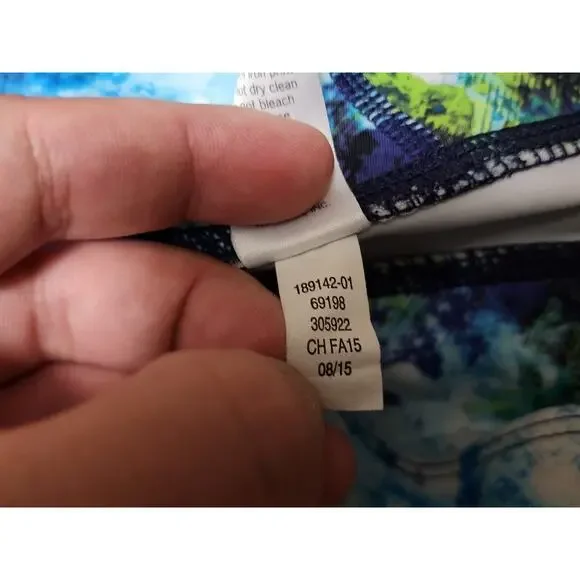 dry clean
bleach
189142-01
69198
305922
CH FA15
08/15